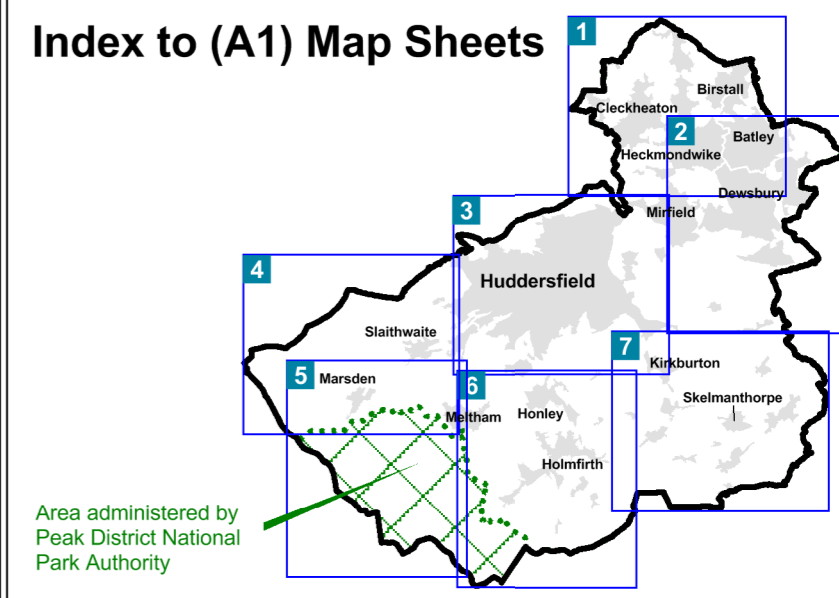 Index to (A1) Map Sheets
1
Birstall
Cleckheaton
2
Batley
Heckmondwike
Dewsbury
3
Mirfield
4
Huddersfield
Slaithwaite
7
Kirkburton
5
Marsden
6
Skelmanthorpe
Meltham
Honley
Holmfirth
Area administered by
Peak District National
Park Authority